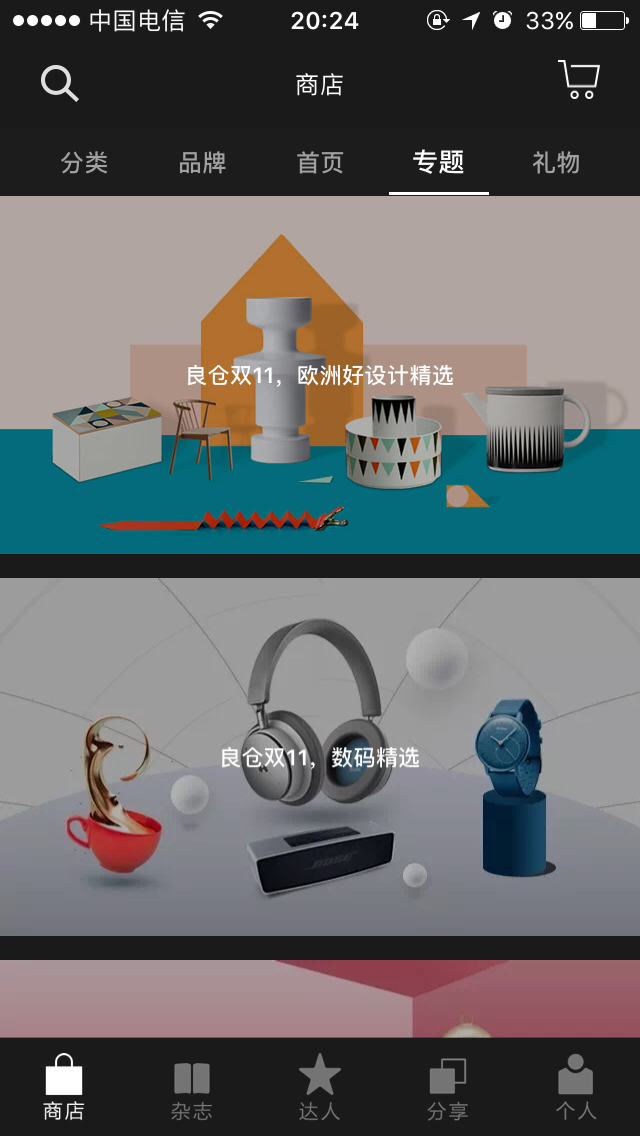 中国电信 20:24 33%
商店
分类 品牌 首页 专题 礼物
良仓双11，欧洲好设计精选
良仓双11，数码精选
BOSE
商店 杂志 达人 分享 个人